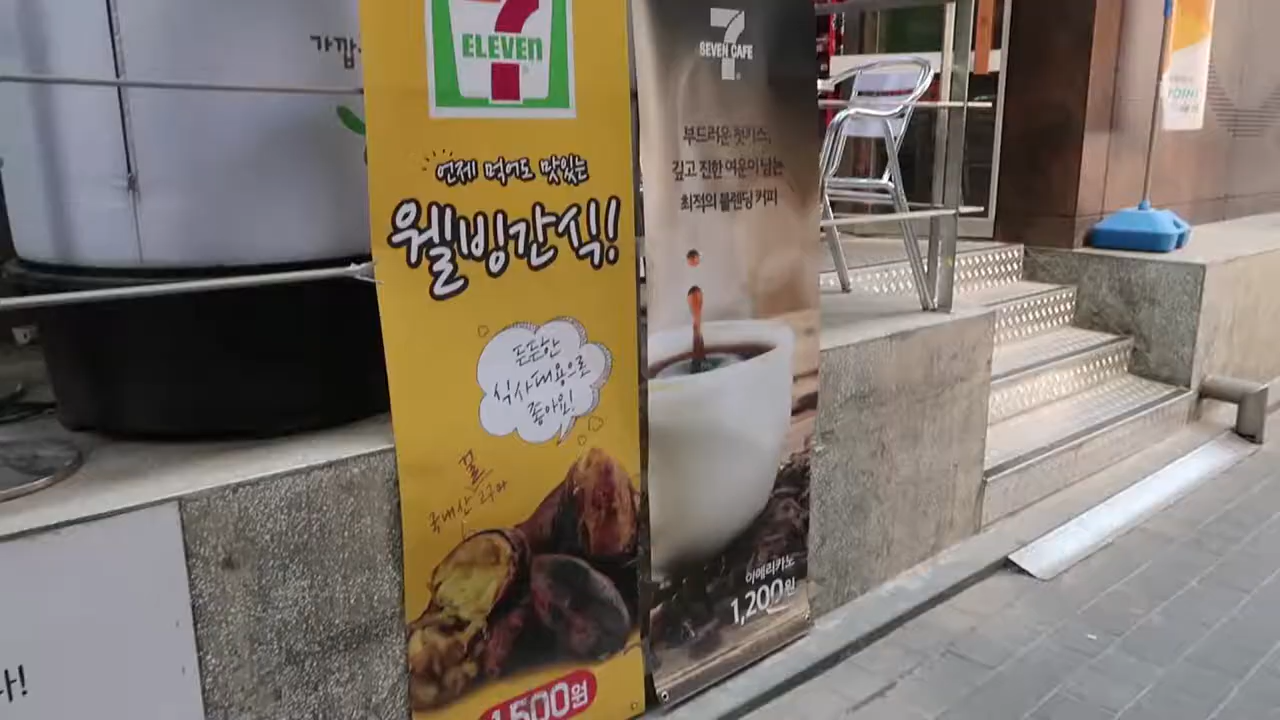 가깝
7
ELEVEN
언제 먹어도 맛있는
웰빙간식!
든든한
식사대용으로
좋아요!
꿀
국내산 고구마
1,500원
7
SEVEN CAFE
부드러운 첫키스,
깊고 진한 여운이 남는
최적의 블렌딩 커피
아메리카노
1,200원
다!